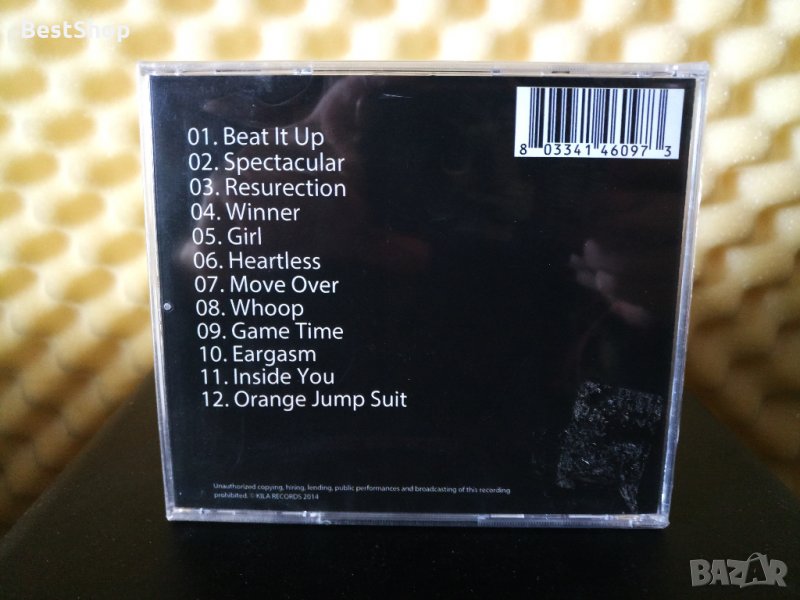 BestShop
8 03341 46097 3
01. Beat It Up
02. Spectacular
03. Resurection
04. Winner
05. Girl
06. Heartless
07. Move Over
08. Whoop
09. Game Time
10. Eargasm
11. Inside You
12. Orange Jump Suit
Unauthorized copying, hiring, lending, public performances and broadcasting of this recording
prohibited. © KILA RECORDS 2014
BAZAR